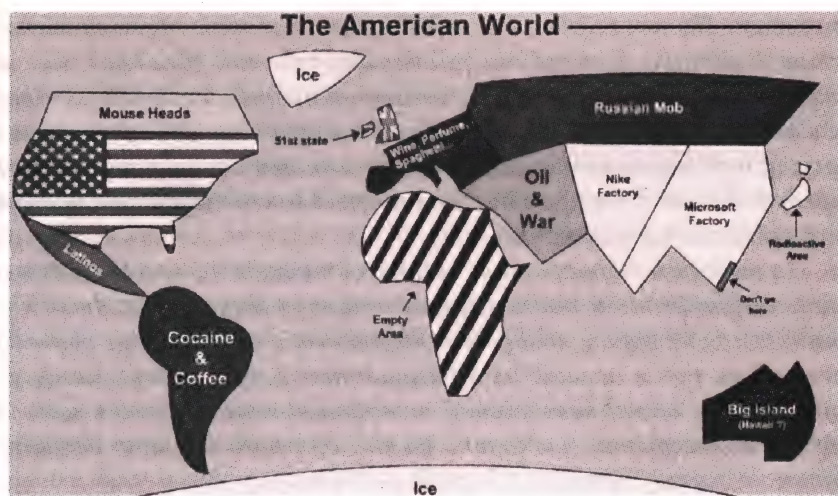 The American World
Ice
Mouse Heads
51st state
Wine, Perfume,
Spaghetti...
Russian Mob
Oil
&
War
Nike
Factory
Microsoft
Factory
Radioactive
Area
Don't go
here
Latinos
Empty
Area
Cocaine
&
Coffee
Big Island
(Hawaii ?)
Ice